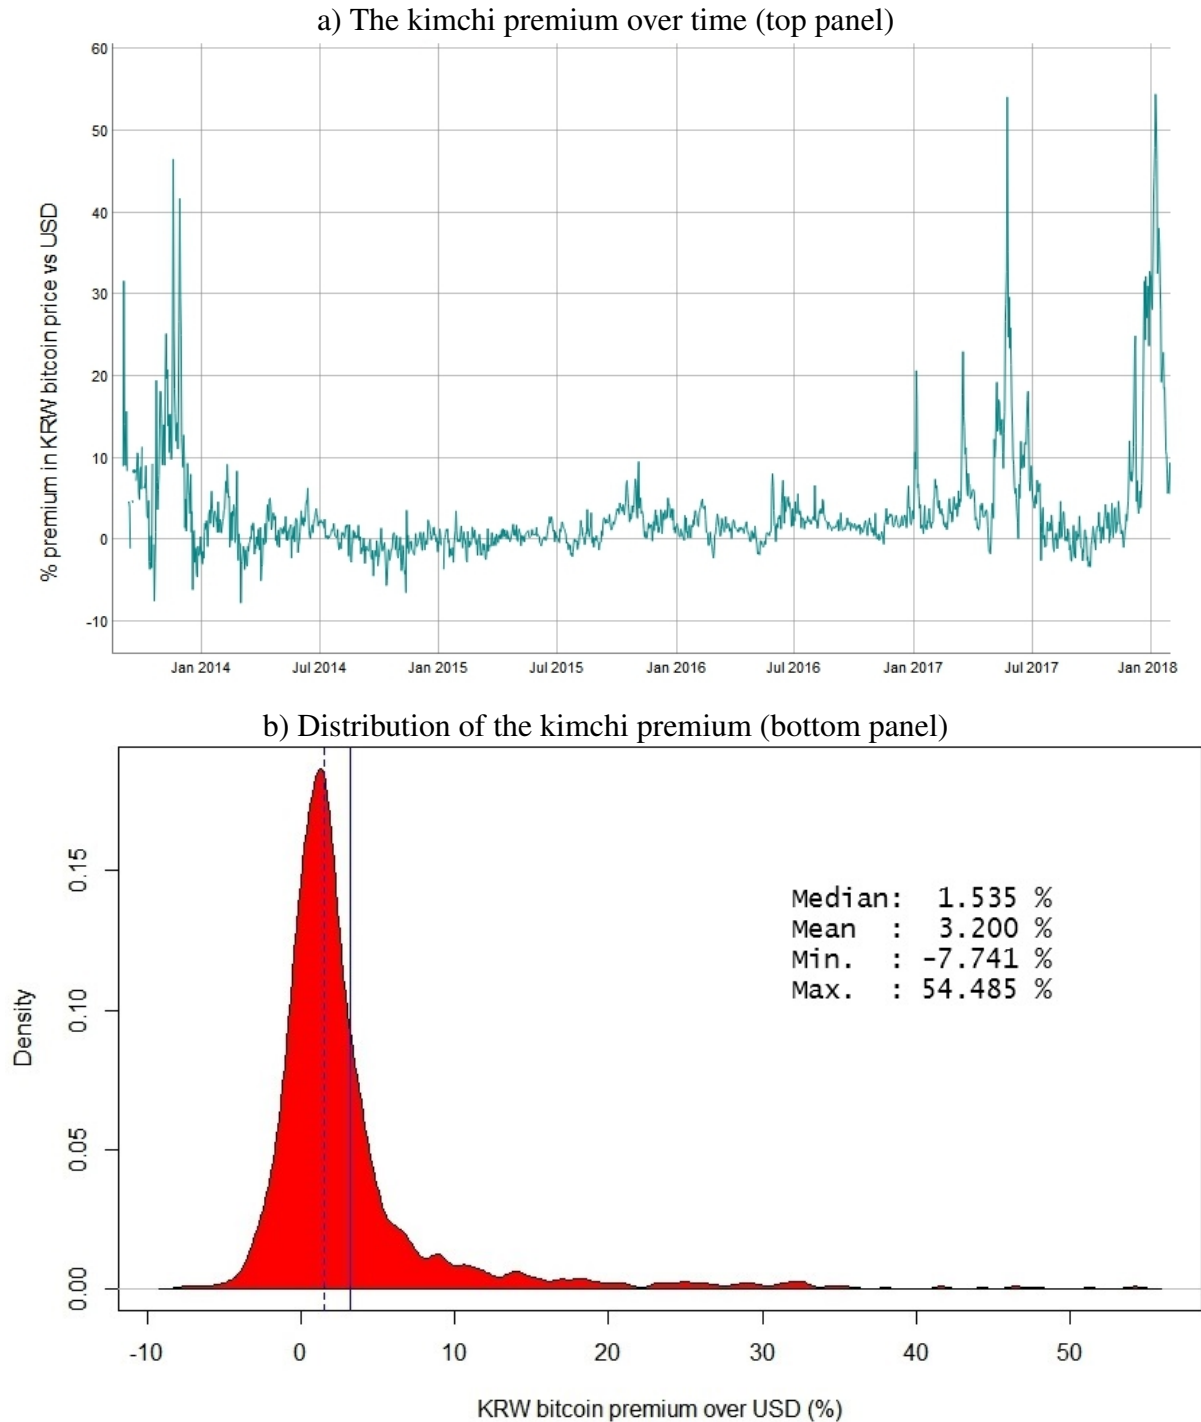 a) The kimchi premium over time (top panel)
% premium in KRW bitcoin price vs USD
60
50
40
30
20
10
0
-10
Jan 2014 Jul 2014 Jan 2015 Jul 2015 Jan 2016 Jul 2016 Jan 2017 Jul 2017 Jan 2018
b) Distribution of the kimchi premium (bottom panel)
Density
0.15
0.10
0.05
0.00
Median: 1.535 %
Mean : 3.200 %
Min. : -7.741 %
Max. : 54.485 %
-10 0 10 20 30 40 50
KRW bitcoin premium over USD (%)